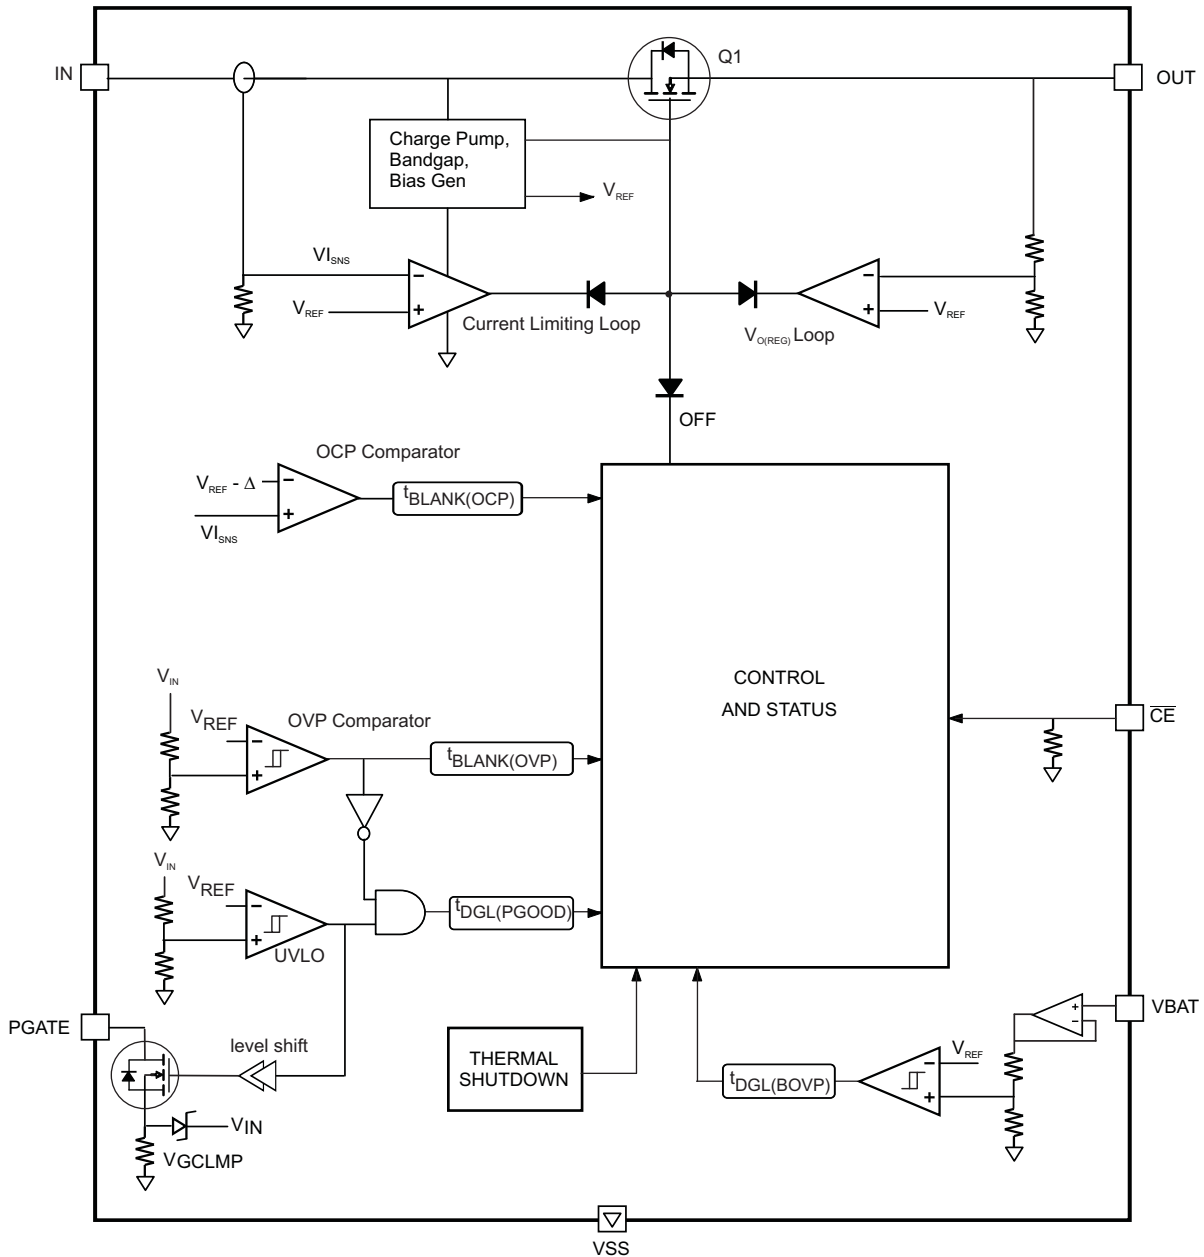 Q1
IN
OUT
Charge Pump,
Bandgap,
Bias Gen
VREF
VISNS
−
+
VREF
Current Limiting Loop
−
+
VREF
VO(REG) Loop
OFF
OCP Comparator
VREF - Δ
−
+
VISNS
tBLANK(OCP)
CONTROL
AND STATUS
VIN
VREF
OVP Comparator
−
+
tBLANK(OVP)
CE
VIN
VREF
−
+
UVLO
tDGL(PGOOD)
PGATE
level shift
VIN
VGCLMP
THERMAL
SHUTDOWN
tDGL(BOVP)
VREF
−
+
+
−
VBAT
VSS